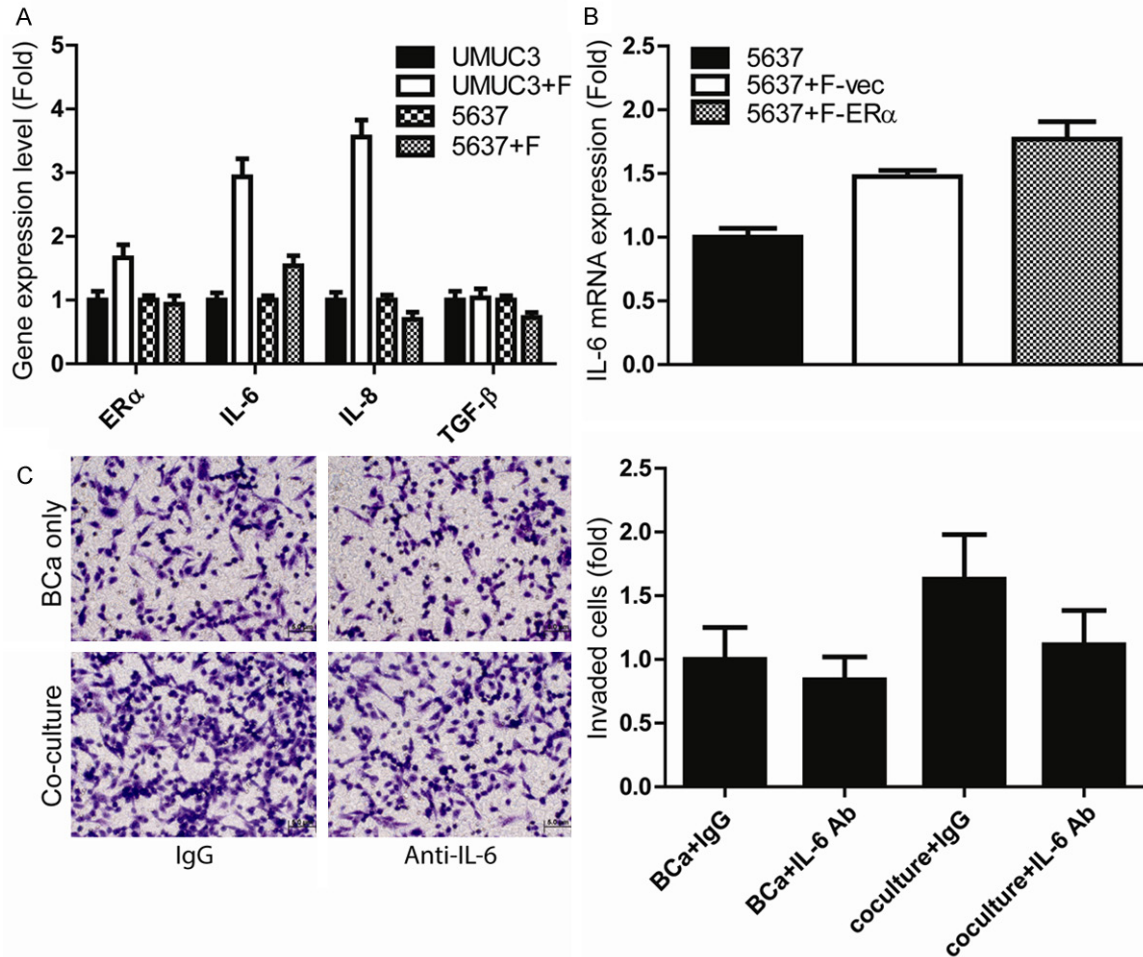 A
Gene expression level (Fold)
5
4
3
2
1
0
UMUC3
UMUC3+F
5637
5637+F
ERα
IL-6
IL-8
TGF-β
B
IL-6 mRNA expression (Fold)
2.5
2.0
1.5
1.0
0.5
0.0
5637
5637+F-vec
5637+F-ERα
C
BCa only
Co-culture
IgG
Anti-IL-6
Invaded cells (fold)
2.5
2.0
1.5
1.0
0.5
0.0
BCa+IgG
BCa+IL-6 Ab
coculture+IgG
coculture+IL-6 Ab